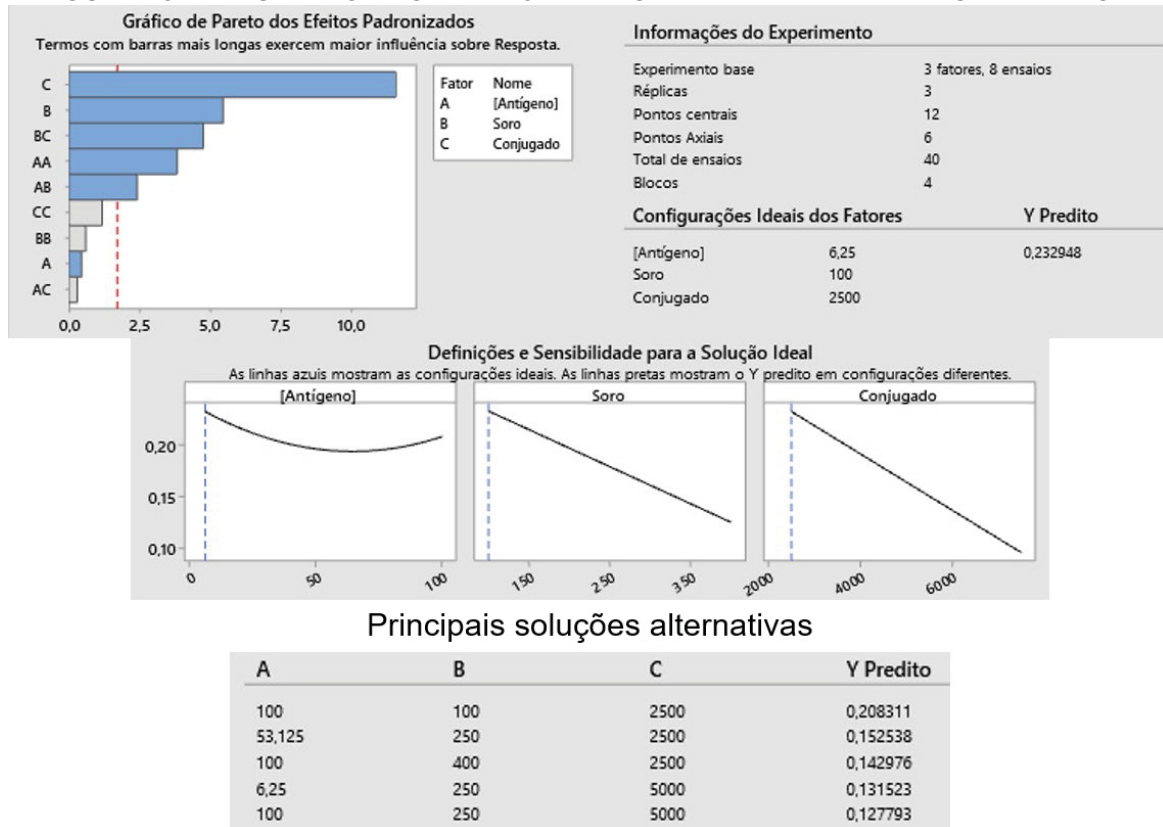 Gráfico de Pareto dos Efeitos Padronizados
Termos com barras mais longas exercem maior influência sobre Resposta.
C
B
BC
AA
AB
CC
BB
A
AC
0,0 2,5 5,0 7,5 10,0
Fator Nome
A [Antígeno]
B Soro
C Conjugado
Informações do Experimento
Experimento base 3 fatores, 8 ensaios
Réplicas 3
Pontos centrais 12
Pontos Axiais 6
Total de ensaios 40
Blocos 4
Configurações Ideais dos Fatores Y Predito
[Antígeno] 6,25 0,232948
Soro 100
Conjugado 2500
Definições e Sensibilidade para a Solução Ideal
As linhas azuis mostram as configurações ideais. As linhas pretas mostram o Y predito em configurações diferentes.
[Antígeno] Soro Conjugado
0,20
0,15
0,10
0 50 100 150 250 350 2000 4000 6000
Principais soluções alternativas
A B C Y Predito
100 100 2500 0,208311
53,125 250 2500 0,152538
100 400 2500 0,142976
6,25 250 5000 0,131523
100 250 5000 0,127793